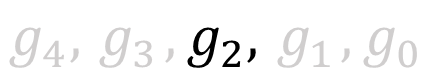 g₄, g₃, g₂, g₁, g₀